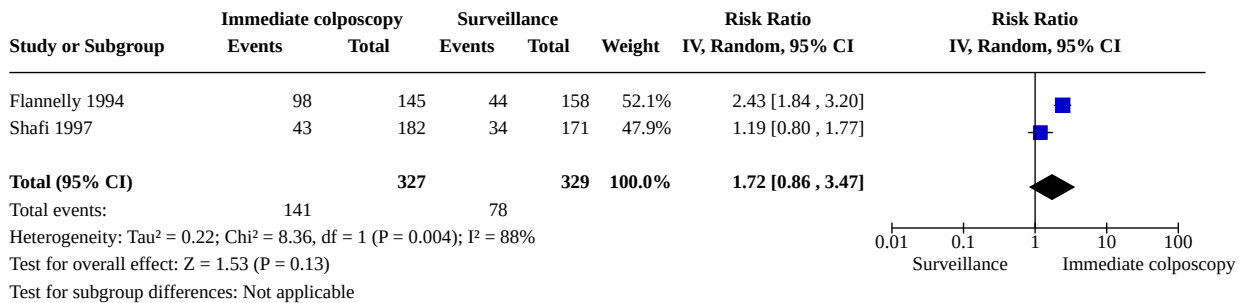 Immediate colposcopy Surveillance Risk Ratio Risk Ratio
Study or Subgroup Events Total Events Total Weight IV, Random, 95% CI IV, Random, 95% CI
Flannelly 1994 98 145 44 158 52.1% 2.43 [1.84 , 3.20]
Shafi 1997 43 182 34 171 47.9% 1.19 [0.80 , 1.77]
Total (95% CI) 327 329 100.0% 1.72 [0.86 , 3.47]
Total events: 141 78
Heterogeneity: Tau² = 0.22; Chi² = 8.36, df = 1 (P = 0.004); I² = 88%
0.01 0.1 1 10 100
Test for overall effect: Z = 1.53 (P = 0.13) Surveillance Immediate colposcopy
Test for subgroup differences: Not applicable